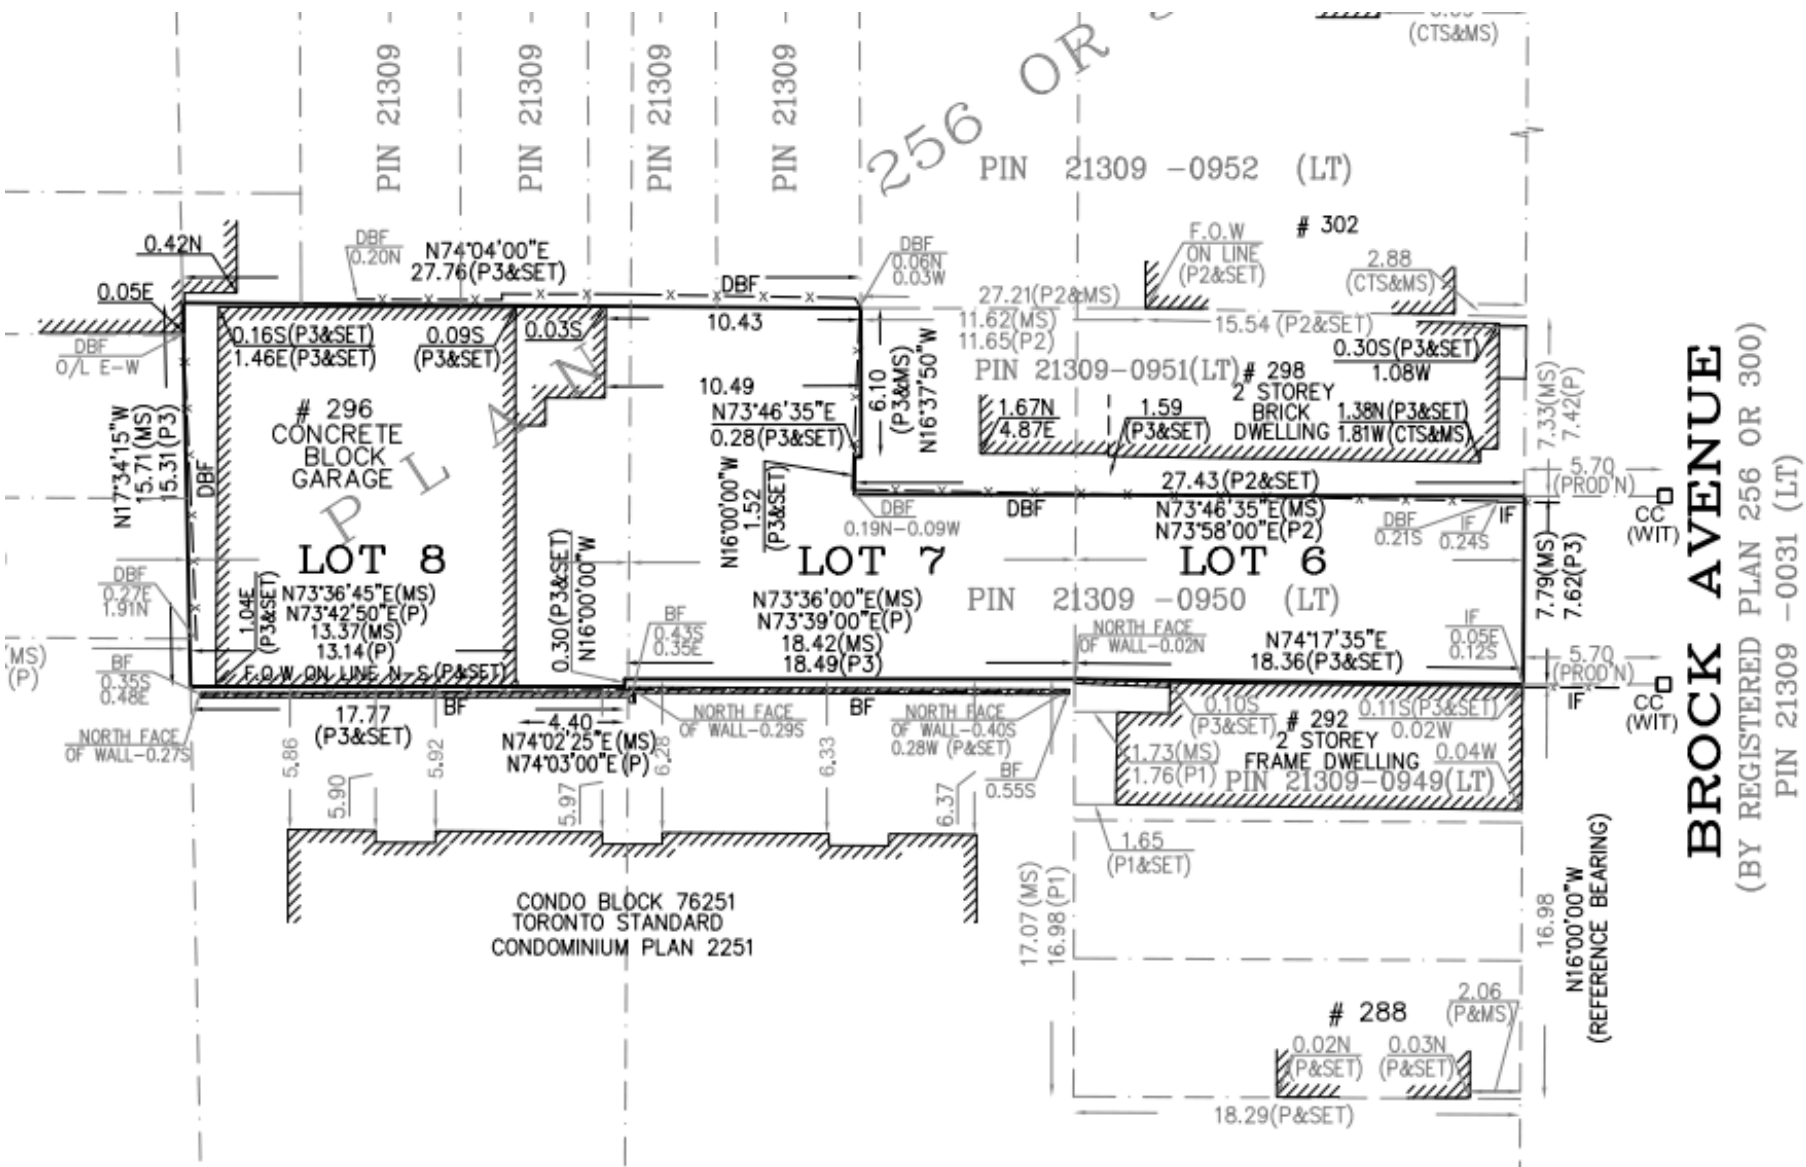 (CTS&MS)
PIN 21309
PIN 21309
PIN 21309
PIN 21309
256 OR
PIN 21309 -0952 (LT)
# 302
F.O.W
ON LINE
(P2&SET)
2.88
(CTS&MS)
0.42N
0.05E
DBF
O/L E-W
DBF
0.20N
N74°04'00"E
27.76(P3&SET)
DBF
DBF
0.06N
0.03W
27.21(P2&MS)
11.62(MS)
11.65(P2)
15.54 (P2&SET)
0.16S(P3&SET)
1.46E(P3&SET)
0.09S
(P3&SET)
0.03S
10.43
10.49
6.10
(P3&MS)
N16°37'50"W
PIN 21309-0951(LT)
# 298
2 STOREY
BRICK
DWELLING
0.30S(P3&SET)
1.08W
1.38N(P3&SET)
1.81W(CTS&MS)
1.67N
4.87E
1.59
(P3&SET)
7.33(MS)
7.42(P)
N73°46'35"E
0.28(P3&SET)
N17°34'15"W
15.71(MS)
15.31(P3)
DBF
# 296
CONCRETE
BLOCK
GARAGE
PLAN
N16°00'00"W
1.52
(P3&SET)
27.43(P2&SET)
DBF
0.19N-0.09W
DBF
N73°46'35"E(MS)
N73°58'00"E(P2)
DBF
0.21S
IF
0.24S
IF
5.70
(PROD'N)
CC
(WIT)
LOT 8
LOT 7
LOT 6
DBF
0.27E
1.91N
1.04E
(P3&SET)
N73°36'45"E(MS)
N73°42'50"E(P)
13.37(MS)
13.14(P)
F.O.W ON LINE N-S (P&SET)
0.30(P3&SET)
N16°00'00"W
BF
0.43S
0.35E
N73°36'00"E(MS)
N73°39'00"E(P)
18.42(MS)
18.49(P3)
PIN 21309 -0950 (LT)
NORTH FACE
OF WALL-0.02N
N74°17'35"E
18.36(P3&SET)
IF
0.05E
0.12S
7.79(MS)
7.62(P3)
5.70
(PROD'N)
CC
(WIT)
IF
(MS)
(P)
BF
0.35S
0.48E
NORTH FACE
OF WALL-0.27S
17.77
(P3&SET)
BF
4.40
N74°02'25"E(MS)
N74°03'00"E(P)
NORTH FACE
OF WALL-0.29S
BF
NORTH FACE
OF WALL-0.40S
0.28W (P&SET)
BF
0.55S
0.10S
(P3&SET)
# 292
2 STOREY
FRAME DWELLING
0.11S(P3&SET)
0.02W
0.04W
1.73(MS)
1.76(P1)
PIN 21309-0949(LT)
5.86
5.90
5.92
5.97
6.28
6.33
6.37
1.65
(P1&SET)
CONDO BLOCK 76251
TORONTO STANDARD
CONDOMINIUM PLAN 2251
17.07(MS)
16.98(P1)
16.98
N16°00'00"W
(REFERENCE BEARING)
# 288
2.06
(P&MS)
0.02N
(P&SET)
0.03N
(P&SET)
18.29(P&SET)
BROCK AVENUE
(BY REGISTERED PLAN 256 OR 300)
PIN 21309 -0031 (LT)